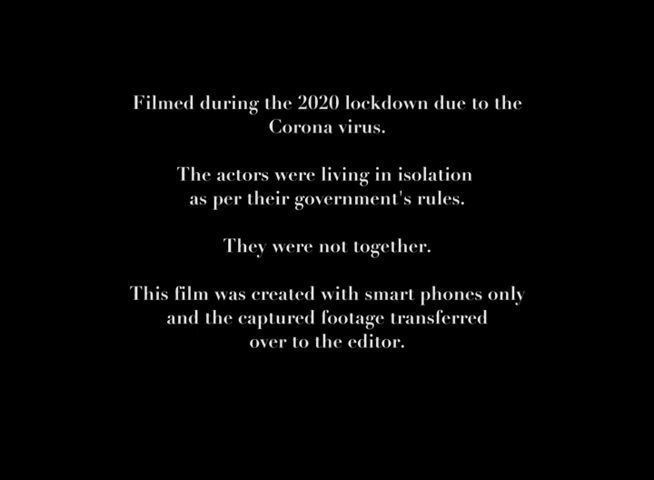 Filmed during the 2020 lockdown due to the
Corona virus.
The actors were living in isolation
as per their government's rules.
They were not together.
This film was created with smart phones only
and the captured footage transferred
over to the editor.